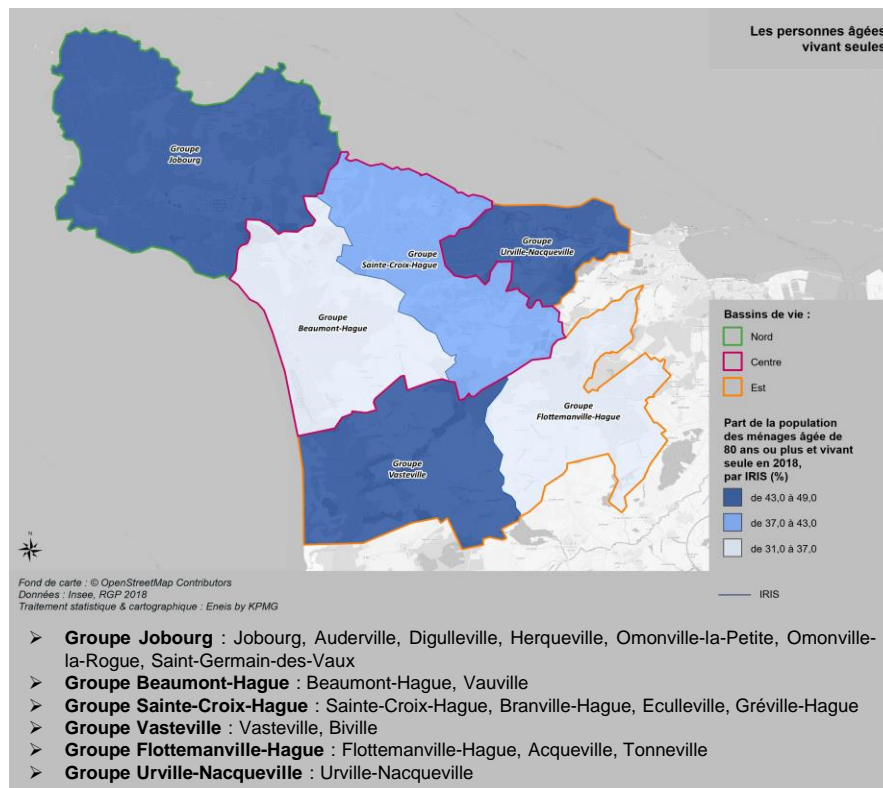 Les personnes âgées
vivant seules
Groupe
Jobourg
Groupe
Urville-Nacqueville
Groupe
Sainte-Croix-Hague
Groupe
Beaumont-Hague
Groupe
Flottemanville-Hague
Groupe
Vasteville
Bassins de vie :
Nord
Centre
Est
Part de la population
des ménages âgée de
80 ans ou plus et vivant
seule en 2018,
par IRIS (%)
de 43,0 à 49,0
de 37,0 à 43,0
de 31,0 à 37,0
IRIS
N
Fond de carte : © OpenStreetMap Contributors
Données : Insee, RGP 2018
Traitement statistique & cartographique : Eneis by KPMG
➢ Groupe Jobourg : Jobourg, Auderville, Digulleville, Herqueville, Omonville-la-Petite, Omonville-
la-Rogue, Saint-Germain-des-Vaux
➢ Groupe Beaumont-Hague : Beaumont-Hague, Vauville
➢ Groupe Sainte-Croix-Hague : Sainte-Croix-Hague, Branville-Hague, Eculleville, Gréville-Hague
➢ Groupe Vasteville : Vasteville, Biville
➢ Groupe Flottemanville-Hague : Flottemanville-Hague, Acqueville, Tonneville
➢ Groupe Urville-Nacqueville : Urville-Nacqueville